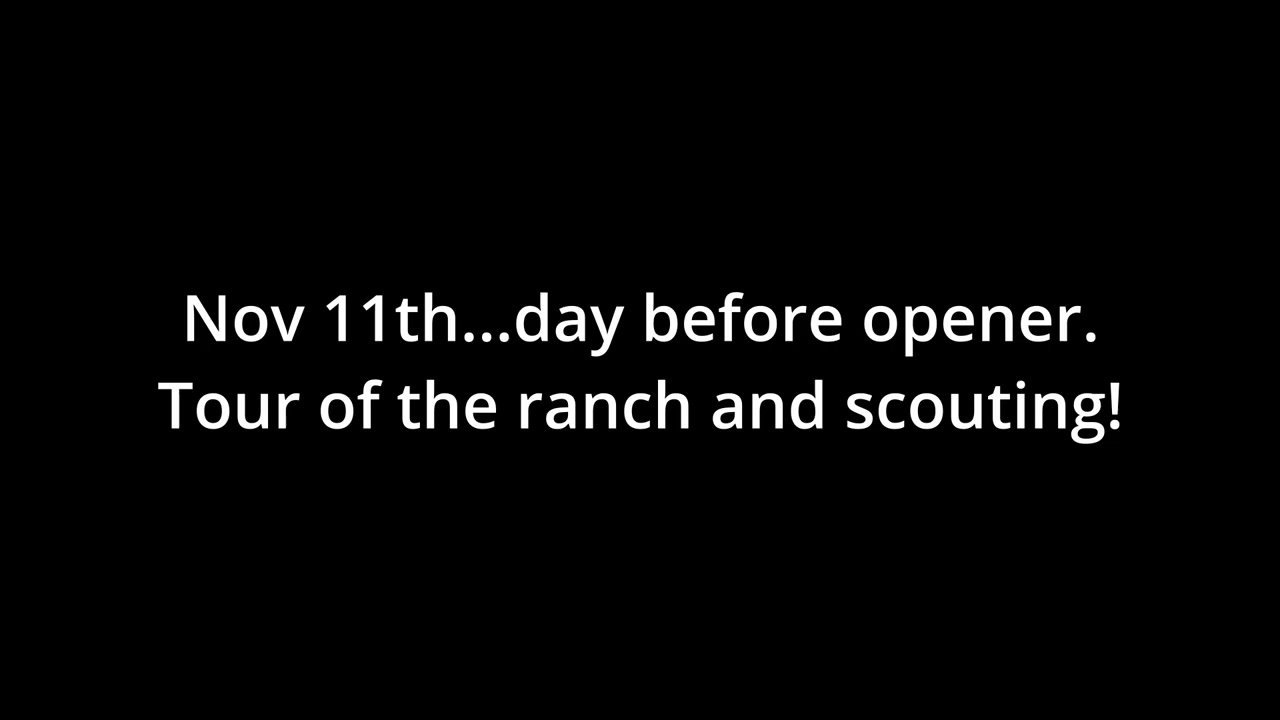 Nov 11th...day before opener.
Tour of the ranch and scouting!